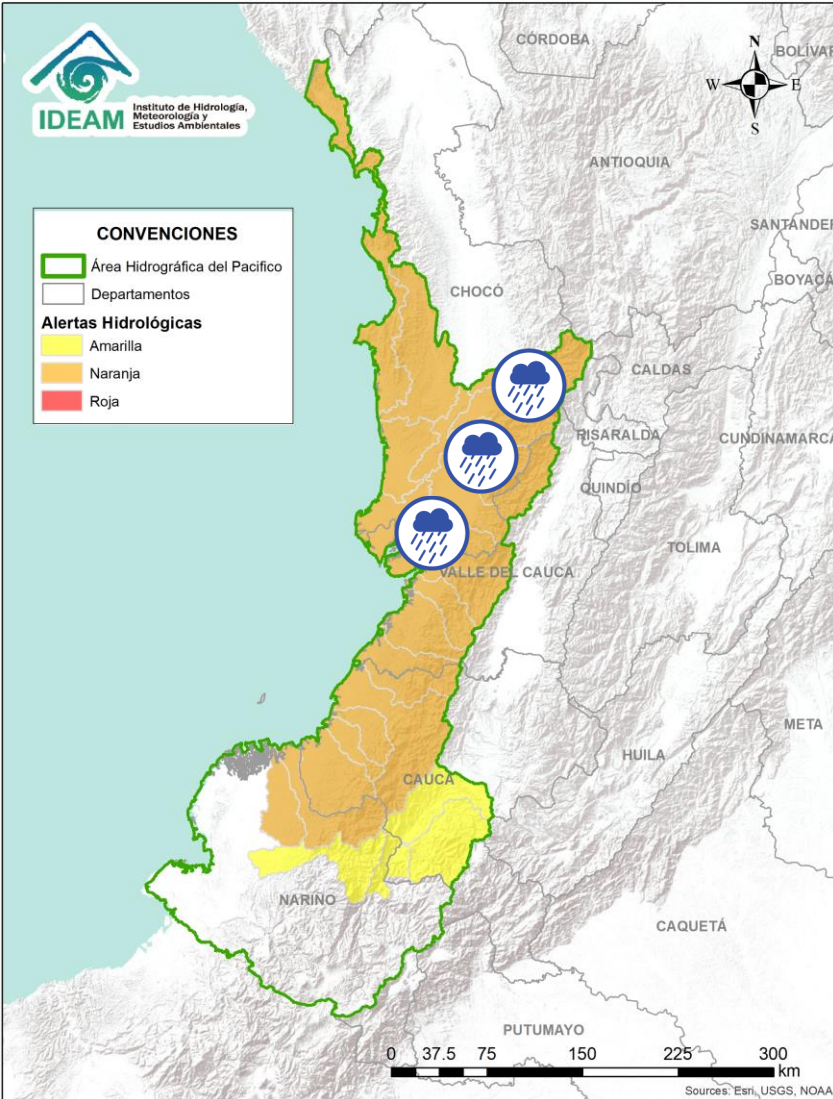 IDEAM
Instituto de Hidrología,
Meteorología y
Estudios Ambientales
CÓRDOBA
BOLÍVAR
N
W
E
S
ANTIOQUIA
SANTANDER
BOYACÁ
CONVENCIONES
Área Hidrográfica del Pacifico
Departamentos
Alertas Hidrológicas
Amarilla
Naranja
Roja
CHOCÓ
CALDAS
RISARALDA
CUNDINAMARCA
QUINDÍO
TOLIMA
VALLE DEL CAUCA
META
HUILA
CAUCA
NARIÑO
CAQUETÁ
PUTUMAYO
0 37.5 75 150 225 300
km
Sources: Esri, USGS, NOAA